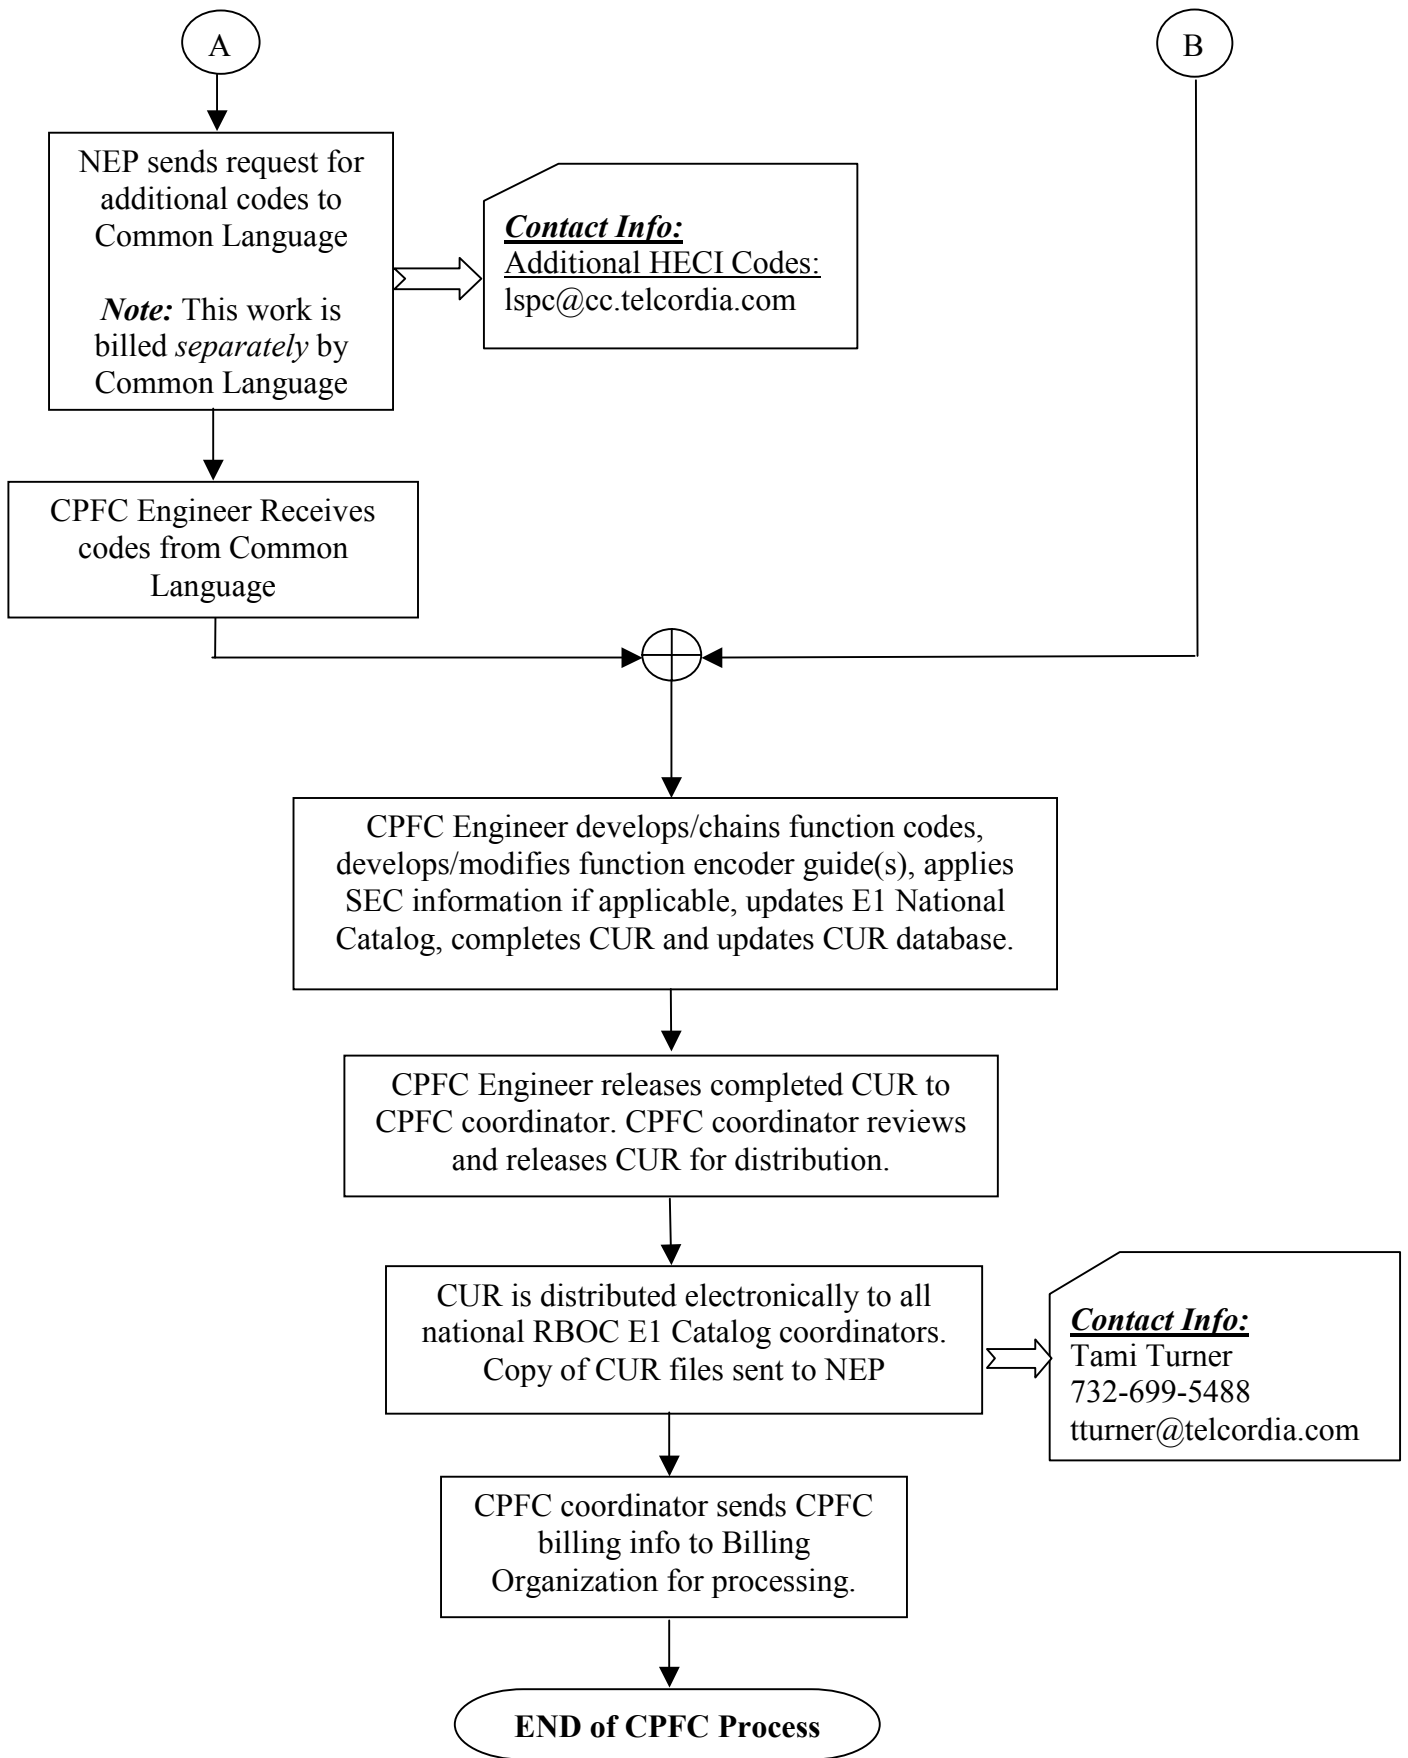 A
B
NEP sends request for
additional codes to
Common Language
Note: This work is
billed separately by
Common Language
Contact Info:
Additional HECI Codes:
lspc@cc.telcordia.com
CPFC Engineer Receives
codes from Common
Language
CPFC Engineer develops/chains function codes,
develops/modifies function encoder guide(s), applies
SEC information if applicable, updates E1 National
Catalog, completes CUR and updates CUR database.
CPFC Engineer releases completed CUR to
CPFC coordinator. CPFC coordinator reviews
and releases CUR for distribution.
CUR is distributed electronically to all
national RBOC E1 Catalog coordinators.
Copy of CUR files sent to NEP
Contact Info:
Tami Turner
732-699-5488
tturner@telcordia.com
CPFC coordinator sends CPFC
billing info to Billing
Organization for processing.
END of CPFC Process